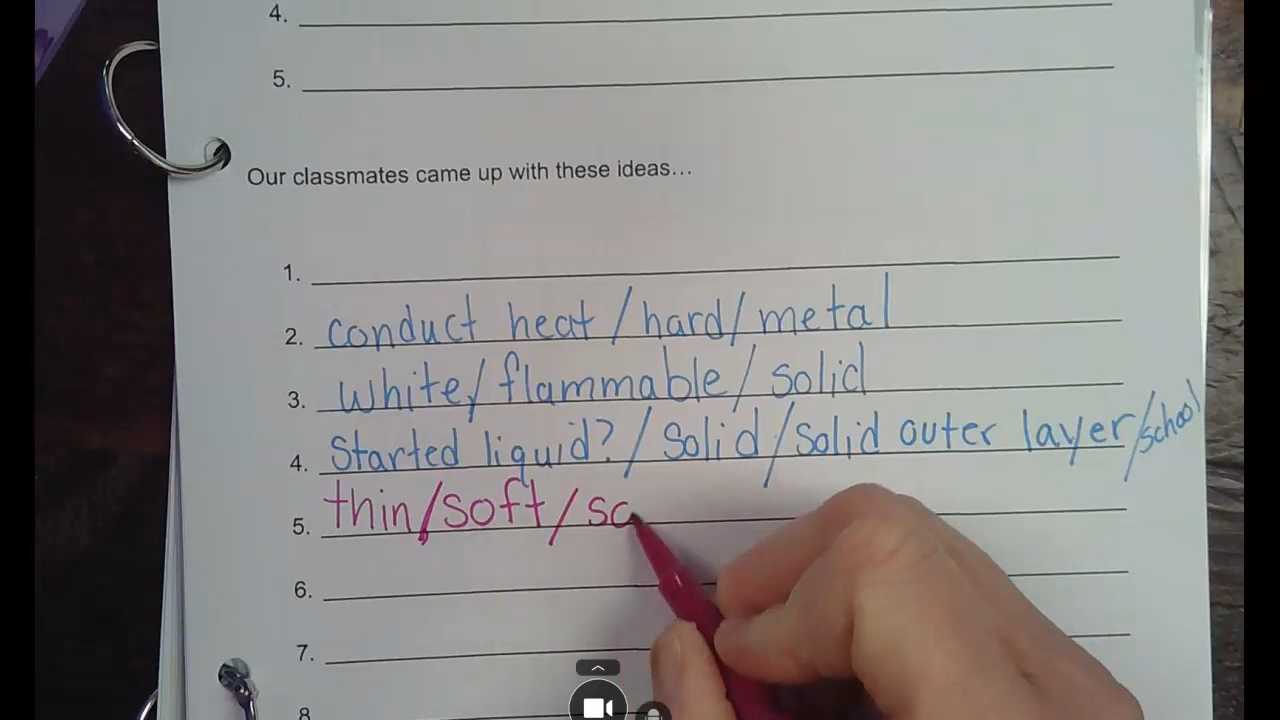 4.
5.
Our classmates came up with these ideas…
1.
2. conduct heat / hard / metal
3. white / flammable / solid
4. Started liquid? / Solid / Solid outer layer / school
5. thin / soft / sc
6.
7.
8